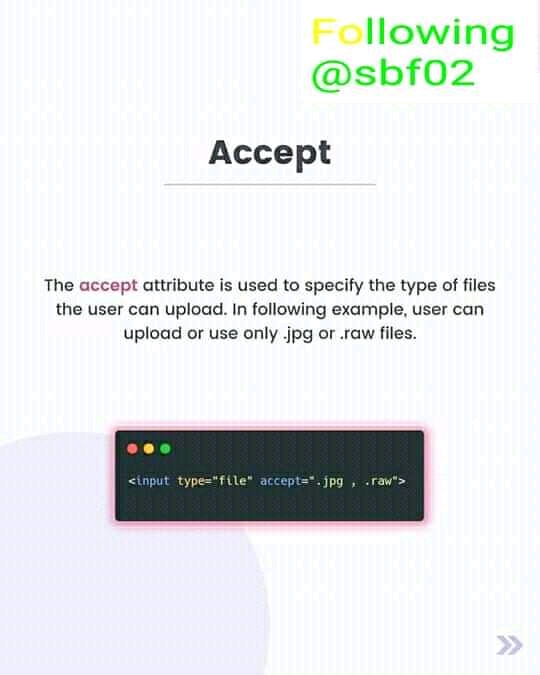 Following
@sbf02
Accept
The accept attribute is used to specify the type of files
the user can upload. In following example, user can
upload or use only .jpg or .raw files.
<input type="file" accept=".jpg , .raw">